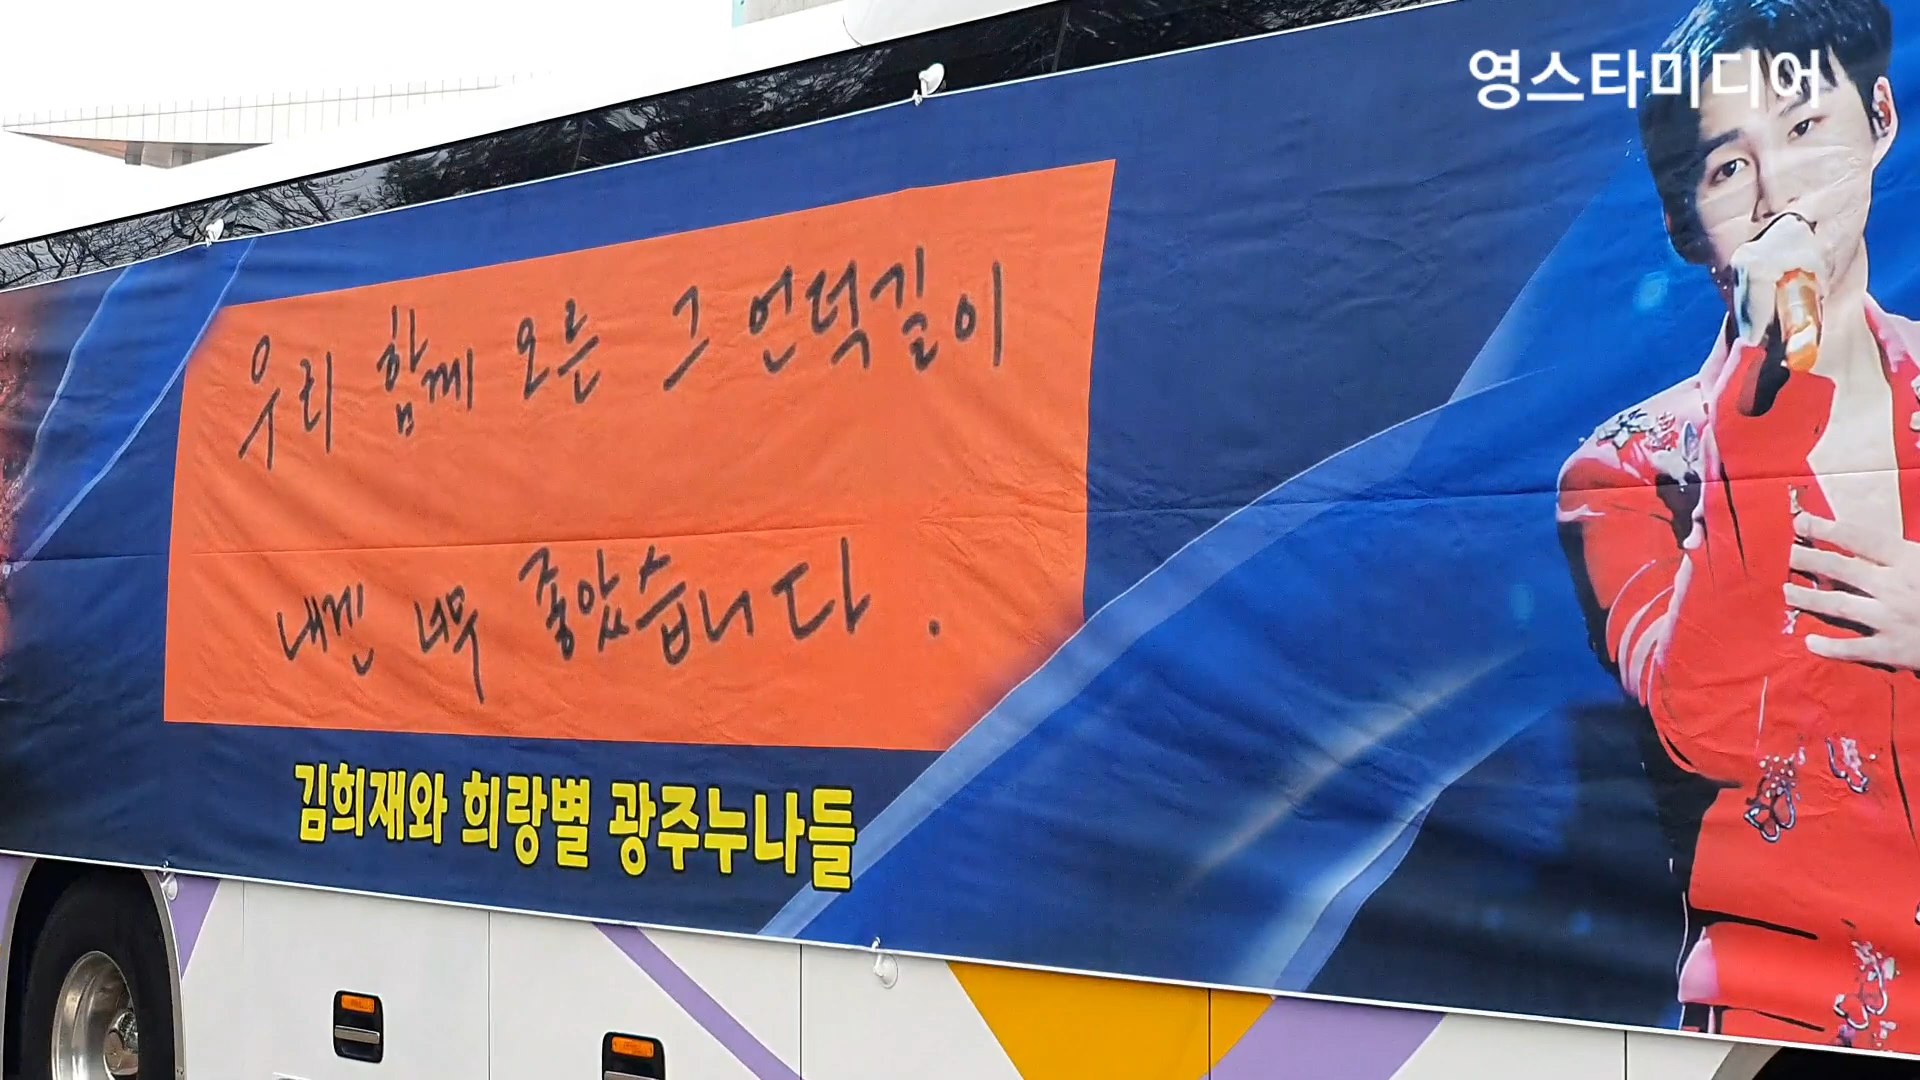 영스타미디어
우리 함께 오른 그 언덕길이
내겐 너무 좋았습니다.
김희재와 희랑별 광주누나들